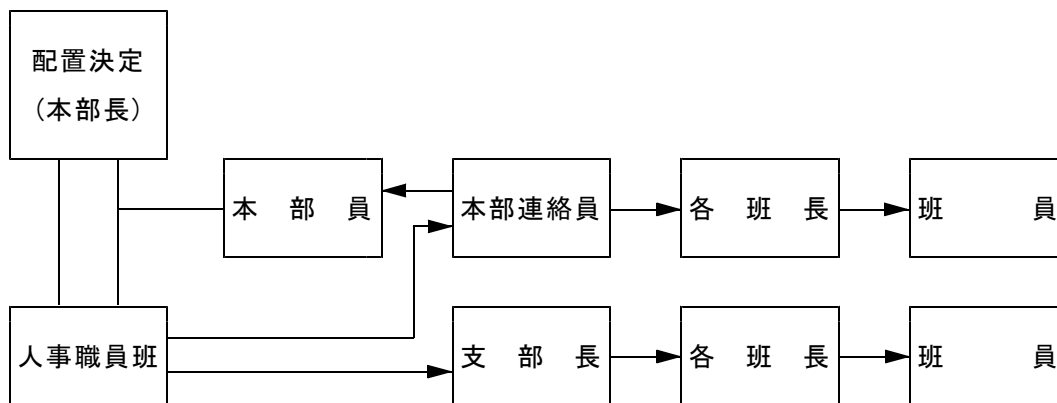 配置決定
(本部長)
本部員
本部連絡員
各班長
班員
人事職員班
支部長
各班長
班員